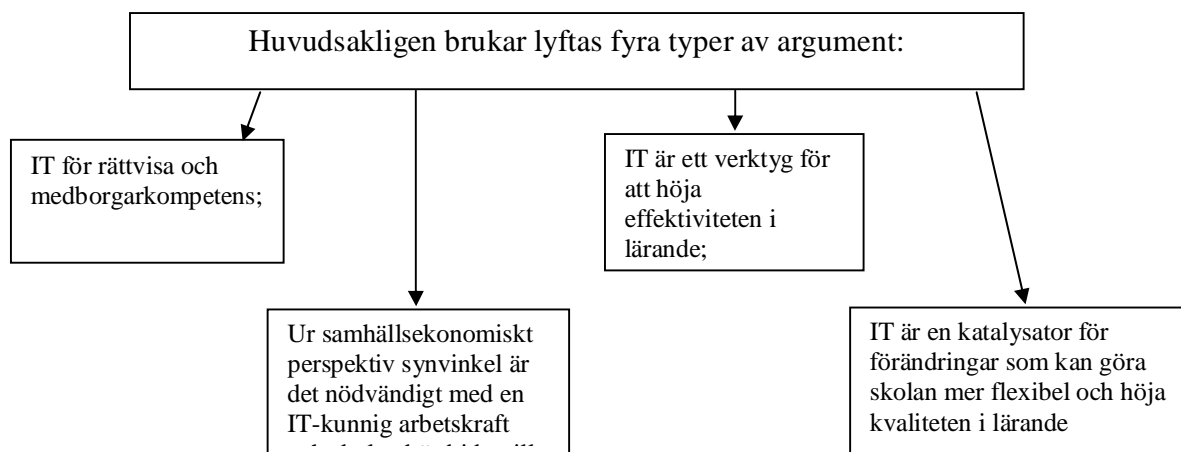 Huvudsakligen brukar lyftas fyra typer av argument:
IT för rättvisa och
medborgarkompetens;
IT är ett verktyg för
att höja
effektiviteten i
lärande;
Ur samhällsekonomiskt
perspektiv synvinkel är
det nödvändigt med en
IT-kunnig arbetskraft
IT är en katalysator för
förändringar som kan göra
skolan mer flexibel och höja
kvaliteten i lärande